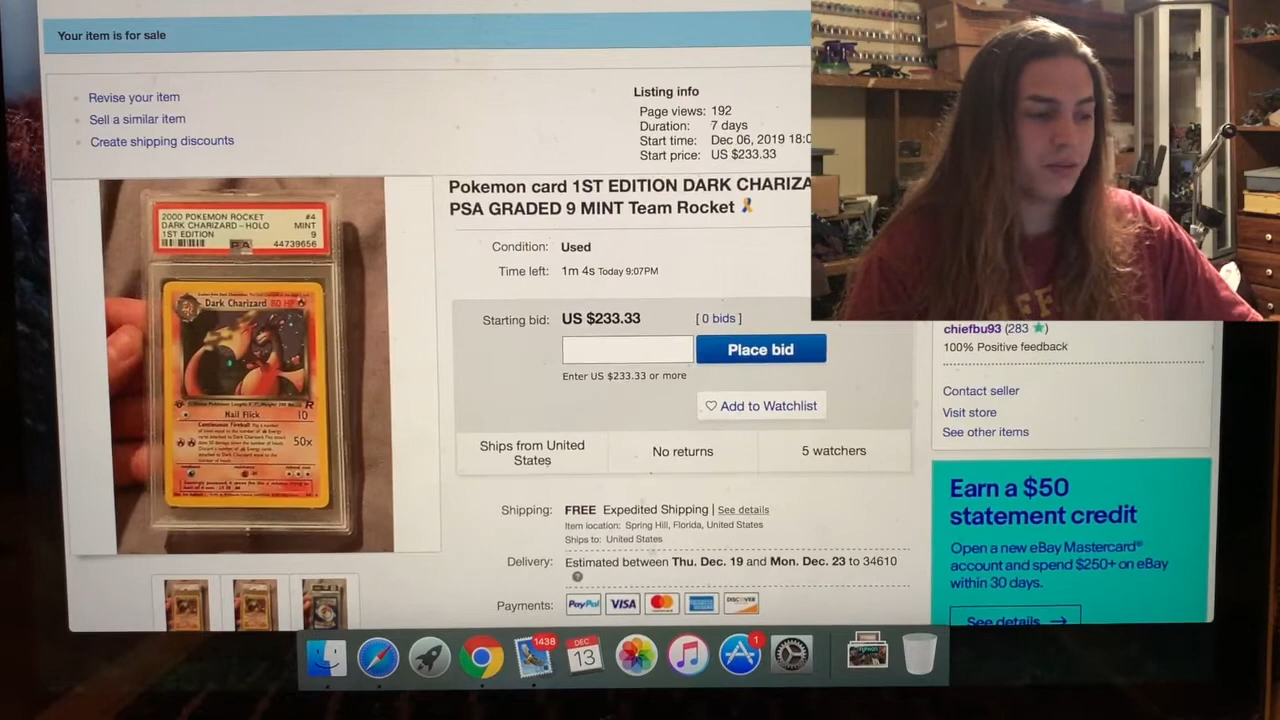 Your item is for sale
Revise your item
Sell a similar item
Create shipping discounts
Listing info
Page views: 192
Duration: 7 days
Start time: Dec 06, 2019 18:0
Start price: US $233.33
Pokemon card 1ST EDITION DARK CHARIZA
PSA GRADED 9 MINT Team Rocket
Condition: Used
Time left: 1m 4s Today 9:07PM
Starting bid: US $233.33 [ 0 bids ]
Place bid
Enter US $233.33 or more
Add to Watchlist
Ships from United States
No returns
5 watchers
Shipping: FREE Expedited Shipping | See details
Item location: Spring Hill, Florida, United States
Ships to: United States
Delivery: Estimated between Thu. Dec. 19 and Mon. Dec. 23 to 34610
Payments: PayPal VISA MasterCard DISCOVER
chiefbu93 (283 )
100% Positive feedback
Contact seller
Visit store
See other items
Earn a $50
statement credit
Open a new eBay Mastercard®
account and spend $250+ on eBay
within 30 days.
See details →
2000 POKEMON ROCKET #4
DARK CHARIZARD - HOLO MINT
1ST EDITION 9
PSA 44739656
Dark Charizard 80 HP
Nail Flick 10
Continuous Fireball
50x
1438
DEC
13
1